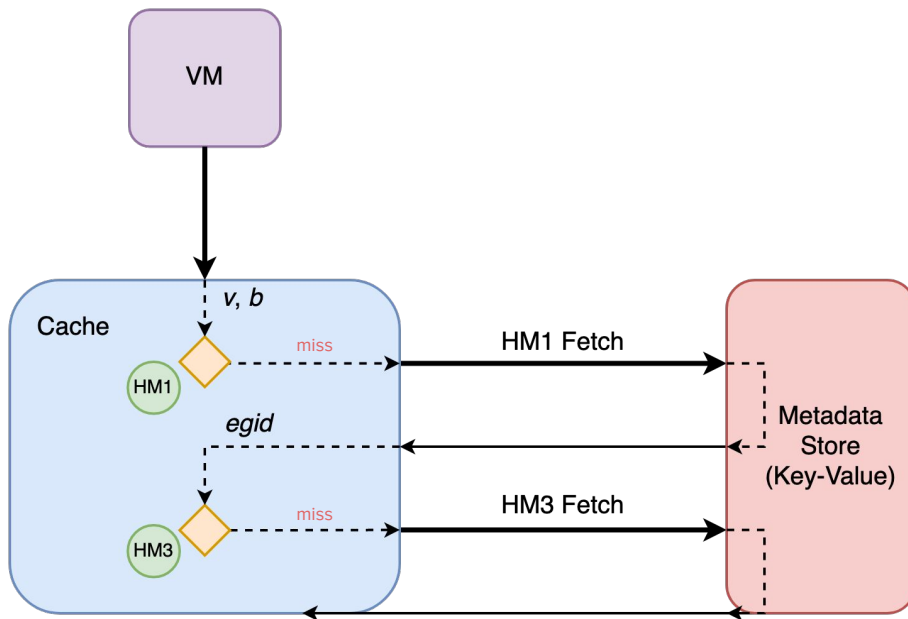 VM
v, b
Cache
miss
HM1 Fetch
HM1
egid
Metadata
Store
(Key-Value)
miss
HM3 Fetch
HM3